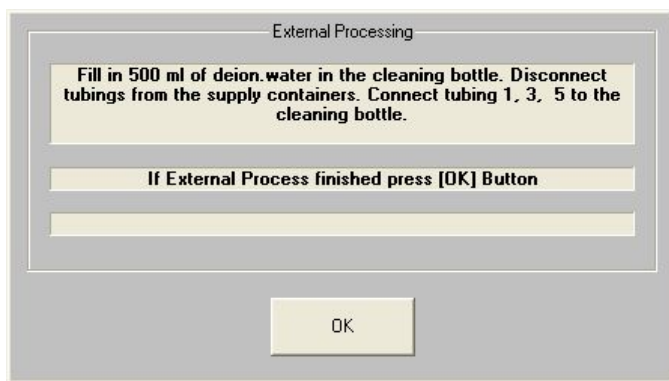 External Processing
Fill in 500 ml of deion.water in the cleaning bottle. Disconnect
tubings from the supply containers. Connect tubing 1, 3,  5 to the
cleaning bottle.
If External Process finished press [OK] Button
OK